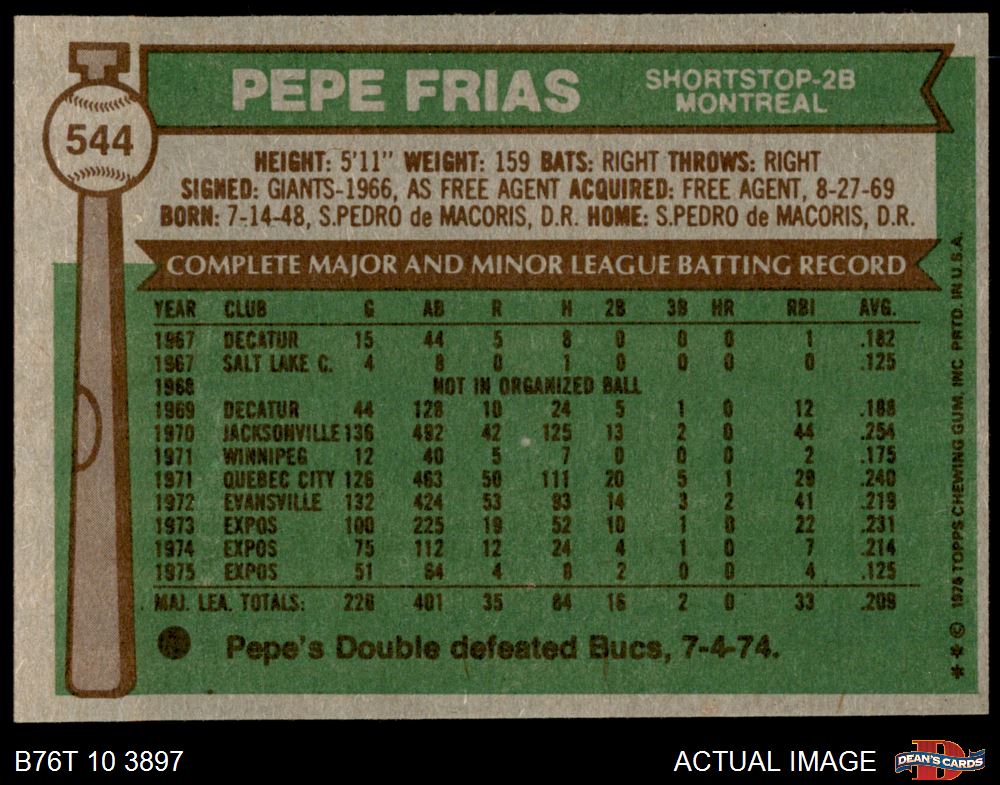 PEPE FRIAS
SHORTSTOP-2B
MONTREAL
544
HEIGHT: 5'11" WEIGHT: 159 BATS: RIGHT THROWS: RIGHT
SIGNED: GIANTS-1966, AS FREE AGENT ACQUIRED: FREE AGENT, 8-27-69
BORN: 7-14-48, S.PEDRO de MACORIS, D.R. HOME: S.PEDRO de MACORIS, D.R.
COMPLETE MAJOR AND MINOR LEAGUE BATTING RECORD
YEAR CLUB G AB R H 2B 3B HR RBI AVG.
1967 DECATUR 15 44 5 8 0 0 0 1 .182
1967 SALT LAKE C. 4 8 0 1 0 0 0 0 .125
1968 NOT IN ORGANIZED BALL
1969 DECATUR 44 128 10 24 5 1 0 12 .188
1970 JACKSONVILLE 136 492 42 125 13 2 0 44 .254
1971 WINNIPEG 12 40 5 7 0 0 0 2 .175
1971 QUEBEC CITY 126 463 50 111 20 5 1 29 .240
1972 EVANSVILLE 132 424 53 93 14 3 2 41 .219
1973 EXPOS 100 225 19 52 10 1 0 22 .231
1974 EXPOS 75 112 12 24 4 1 0 7 .214
1975 EXPOS 51 64 4 8 2 0 0 4 .125
MAJ. LEA. TOTALS: 226 401 35 84 16 2 0 33 .209
Pepe's Double defeated Bucs, 7-4-74.
** © 1976 TOPPS CHEWING GUM, INC PRTD. IN U.S.A.
B76T 10 3897
ACTUAL IMAGE
DEAN'S CARDS